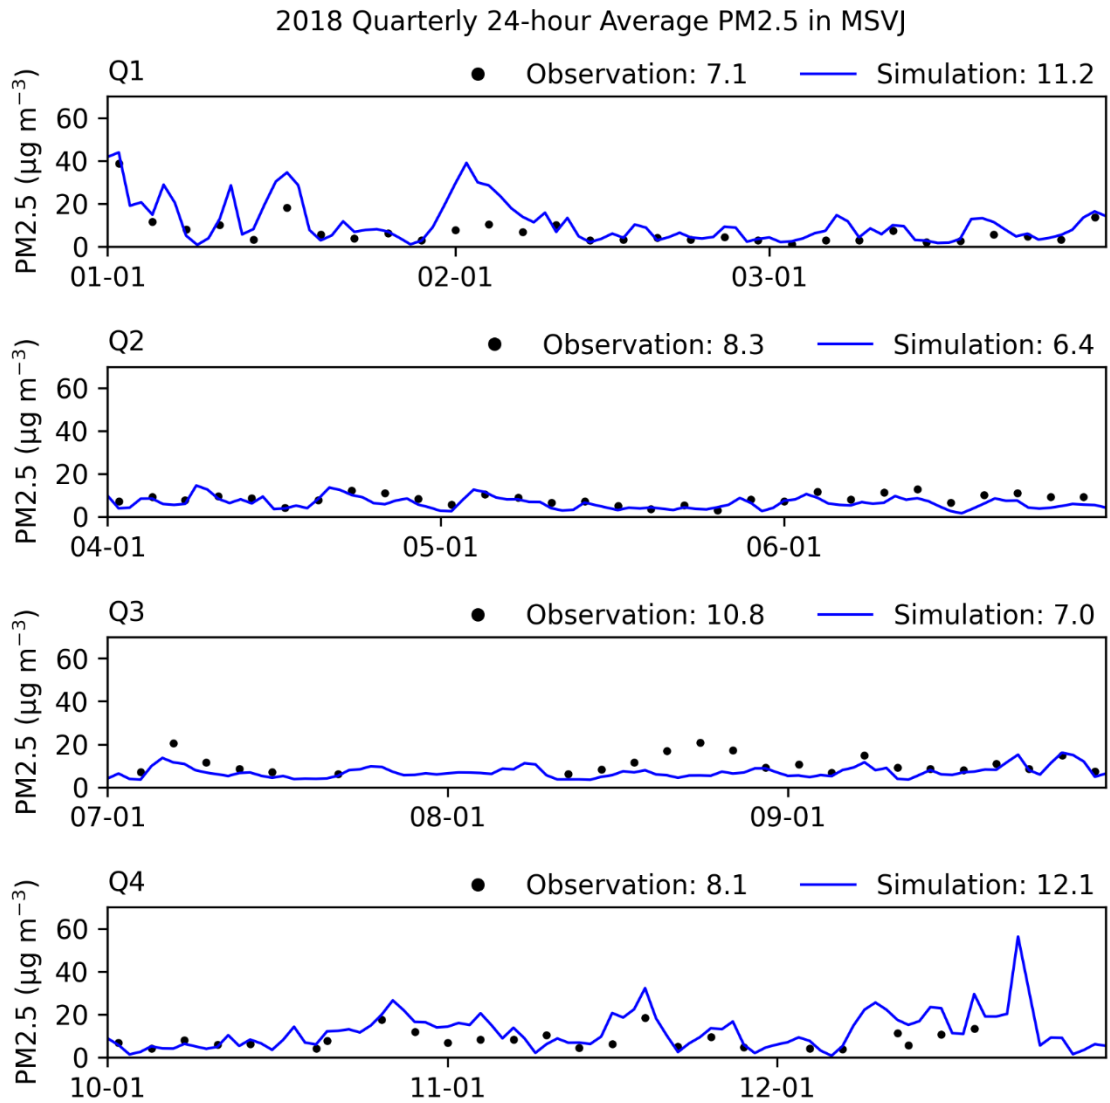 2018 Quarterly 24-hour Average PM2.5 in MSVJ
Q1 Observation: 7.1 Simulation: 11.2
PM2.5 (μg m⁻³)
60
40
20
0
01-01 02-01 03-01
Q2 Observation: 8.3 Simulation: 6.4
PM2.5 (μg m⁻³)
60
40
20
0
04-01 05-01 06-01
Q3 Observation: 10.8 Simulation: 7.0
PM2.5 (μg m⁻³)
60
40
20
0
07-01 08-01 09-01
Q4 Observation: 8.1 Simulation: 12.1
PM2.5 (μg m⁻³)
60
40
20
0
10-01 11-01 12-01